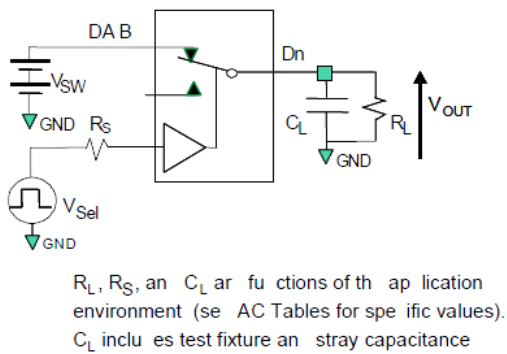 DA B
Dn
VSW
GND
RS
CL
RL
VOUT
GND
VSel
GND
RL, RS, an CL ar fu ctions of th ap lication
environment (se AC Tables for spe ific values).
CL inclu es test fixture an stray capacitance